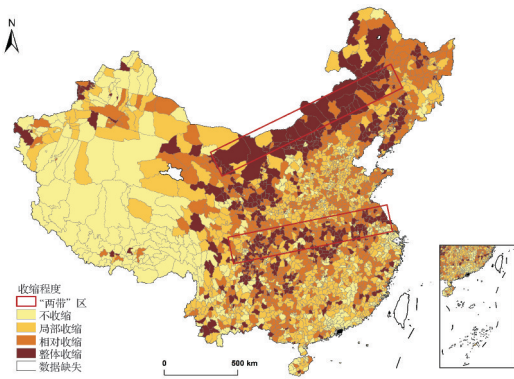 N
收缩程度
“两带”区
不收缩
局部收缩
相对收缩
整体收缩
数据缺失
0 500 km